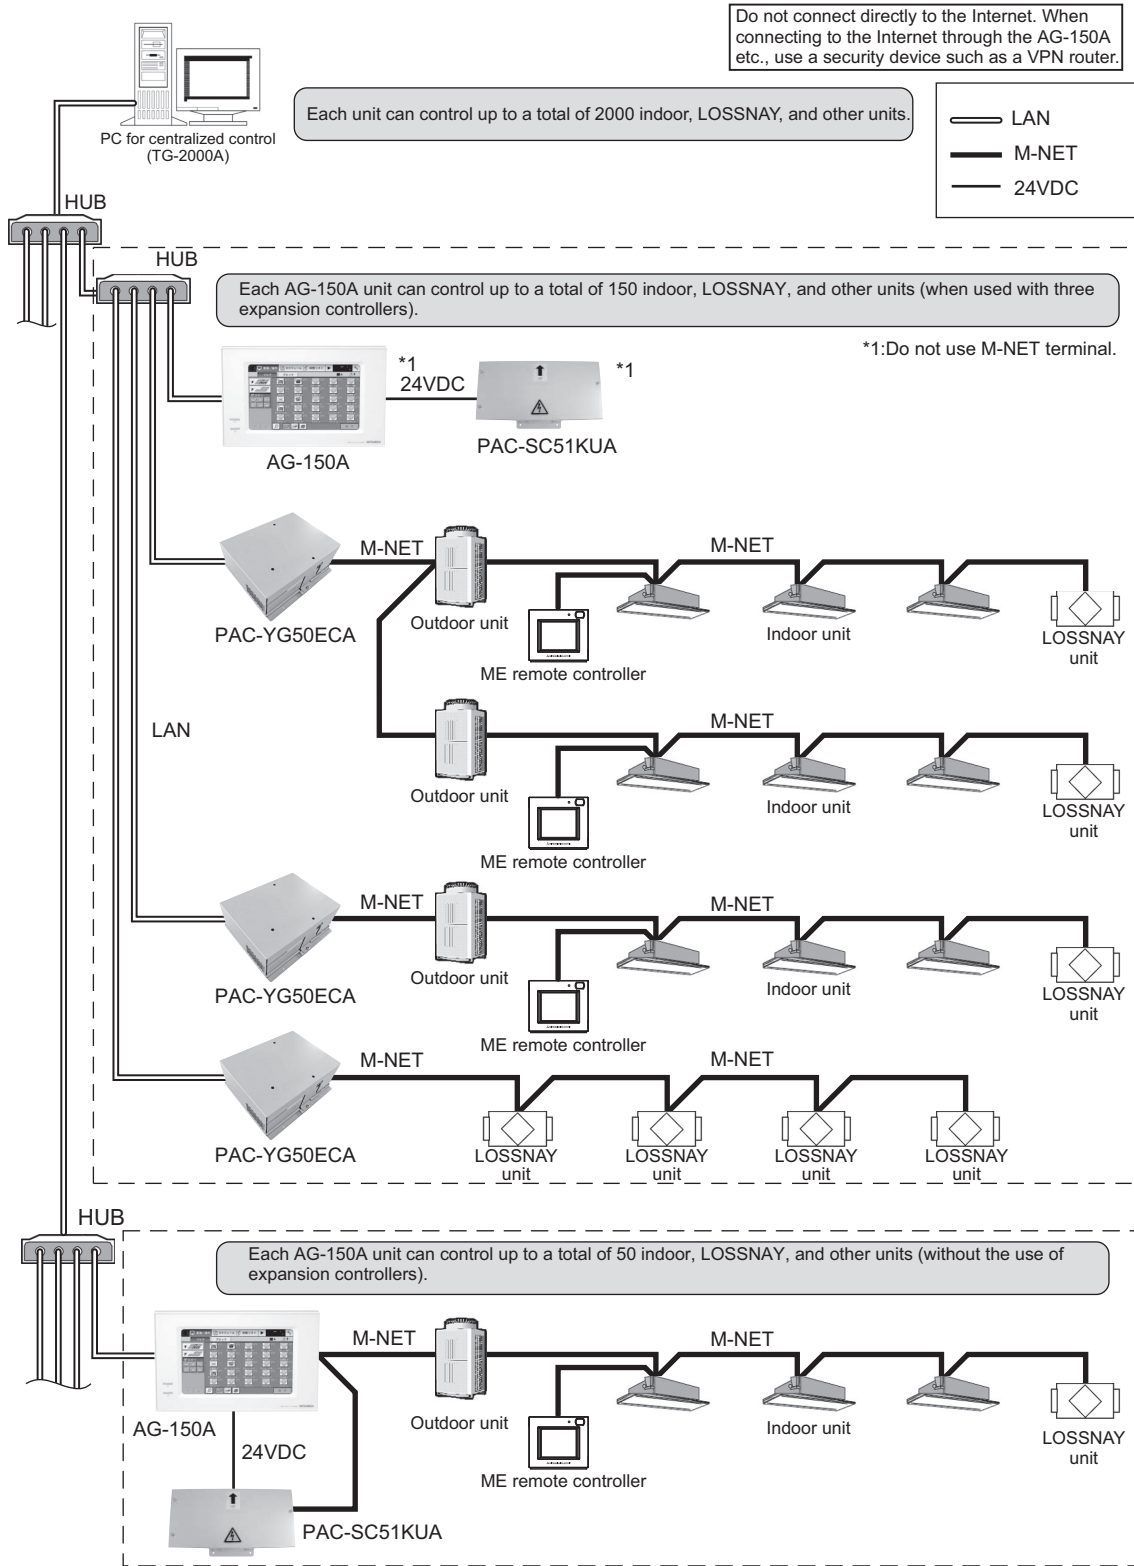 Do not connect directly to the Internet. When
connecting to the Internet through the AG-150A
etc., use a security device such as a VPN router.
PC for centralized control
(TG-2000A)
Each unit can control up to a total of 2000 indoor, LOSSNAY, and other units.
LAN
M-NET
24VDC
HUB
HUB
Each AG-150A unit can control up to a total of 150 indoor, LOSSNAY, and other units (when used with three
expansion controllers).
*1:Do not use M-NET terminal.
*1
24VDC
*1
AG-150A
PAC-SC51KUA
M-NET
M-NET
PAC-YG50ECA
Outdoor unit
ME remote controller
Indoor unit
LOSSNAY
unit
LAN
M-NET
Outdoor unit
ME remote controller
Indoor unit
LOSSNAY
unit
M-NET
M-NET
PAC-YG50ECA
Outdoor unit
ME remote controller
Indoor unit
LOSSNAY
unit
M-NET
M-NET
PAC-YG50ECA
LOSSNAY
unit
LOSSNAY
unit
LOSSNAY
unit
LOSSNAY
unit
HUB
Each AG-150A unit can control up to a total of 50 indoor, LOSSNAY, and other units (without the use of
expansion controllers).
M-NET
M-NET
AG-150A
Outdoor unit
ME remote controller
Indoor unit
LOSSNAY
unit
24VDC
PAC-SC51KUA